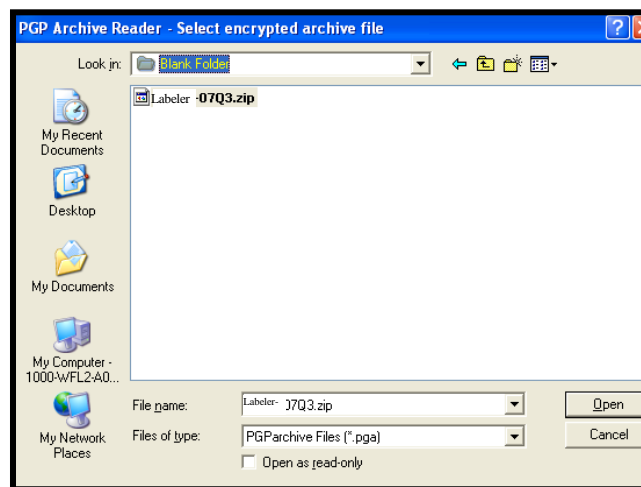 PGP Archive Reader - Select encrypted archive file
Look in: Blank Folder
Labeler -07Q3.zip
My Recent
Documents
Desktop
My Documents
My Computer -
1000-WFL2-A0...
My Network
Places
File name: Labeler- 07Q3.zip
Open
Files of type: PGParchive Files (*.pga)
Cancel
Open as read-only